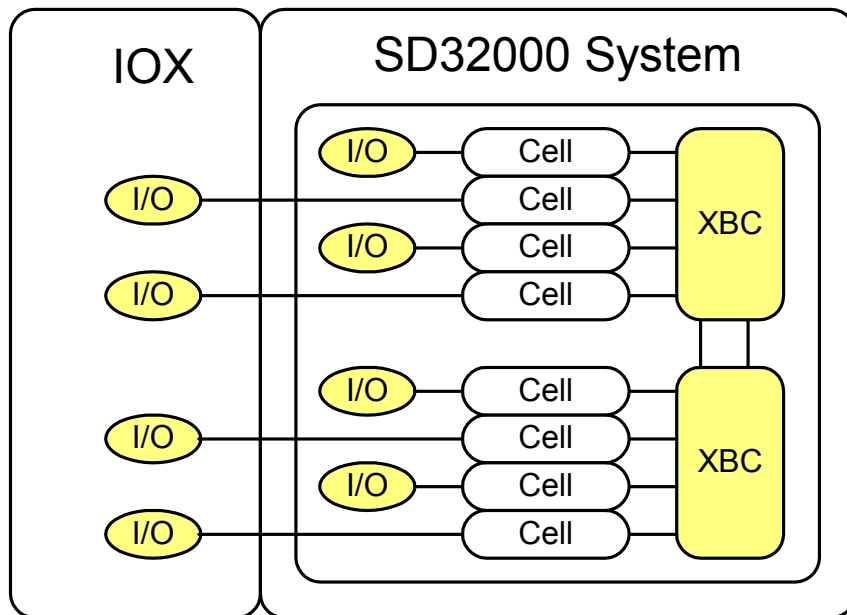 IOX
SD32000 System
I/O
Cell
I/O
Cell
XBC
I/O
Cell
I/O
Cell
I/O
Cell
I/O
Cell
XBC
I/O
Cell
I/O
Cell